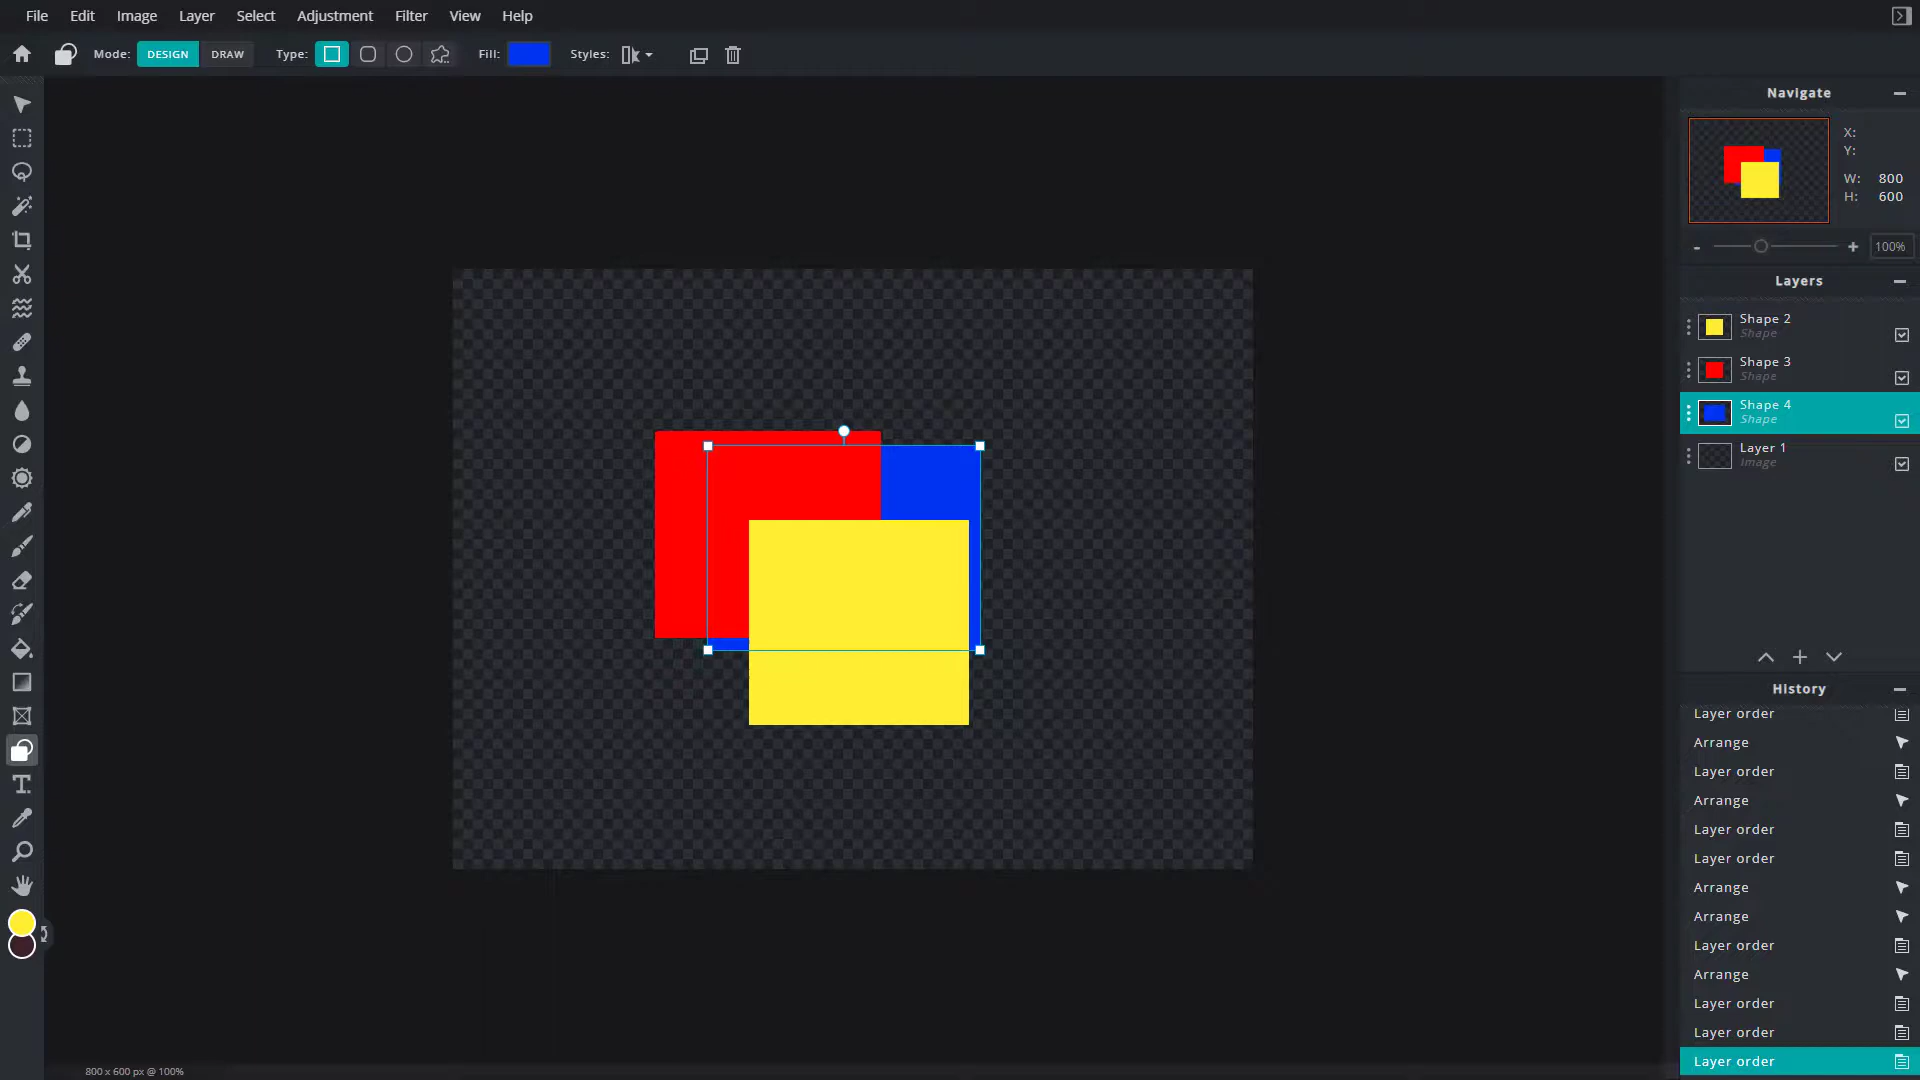 File Edit Image Layer Select Adjustment Filter View Help
Mode: DESIGN DRAW Type: Fill: Styles:
Navigate
X:
Y:
W: 800
H: 600
- + 100%
Layers
Shape 2
Shape
Shape 3
Shape
Shape 4
Shape
Layer 1
Image
History
Layer order
Arrange
Layer order
Arrange
Layer order
Layer order
Arrange
Arrange
Layer order
Arrange
Layer order
Layer order
Layer order
800 x 600 px @ 100%